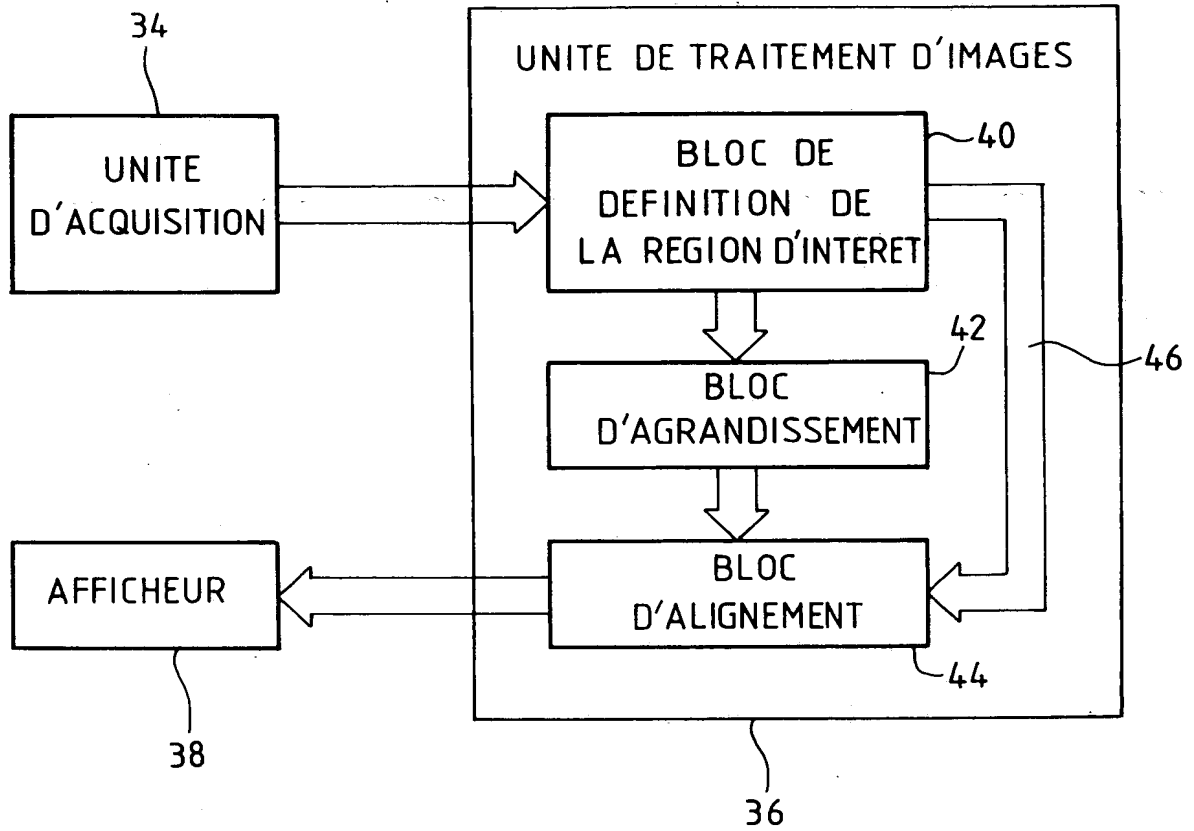 34
UNITE DE TRAITEMENT D'IMAGES
UNITE
D'ACQUISITION
40
BLOC DE
DEFINITION DE
LA REGION D'INTERET
42
46
BLOC
D'AGRANDISSEMENT
AFFICHEUR
BLOC
D'ALIGNEMENT
44
38
36